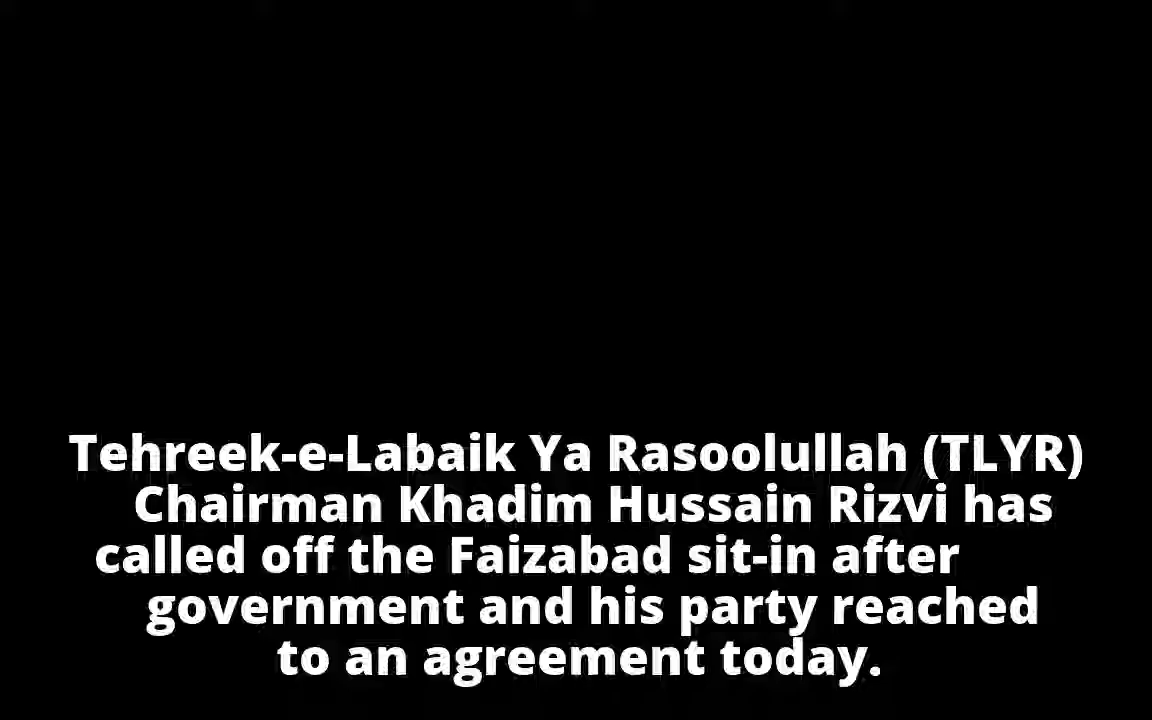 Tehreek-e-Labaik Ya Rasoolullah (TLYR)
Chairman Khadim Hussain Rizvi has
called off the Faizabad sit-in after
government and his party reached
to an agreement today.